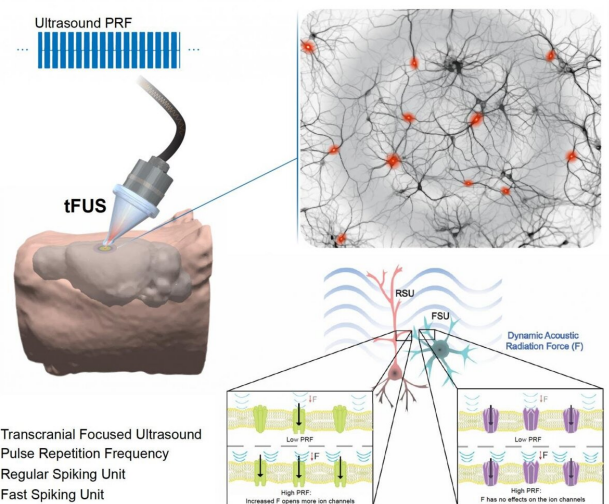 Ultrasound PRF
... ...
tFUS
RSU
FSU
Dynamic Acoustic
Radiation Force (F)
F
Low PRF
F
High PRF:
Increased F opens more ion channels
F
Low PRF
F
High PRF:
F has no effects on the ion channels
Transcranial Focused Ultrasound
Pulse Repetition Frequency
Regular Spiking Unit
Fast Spiking Unit